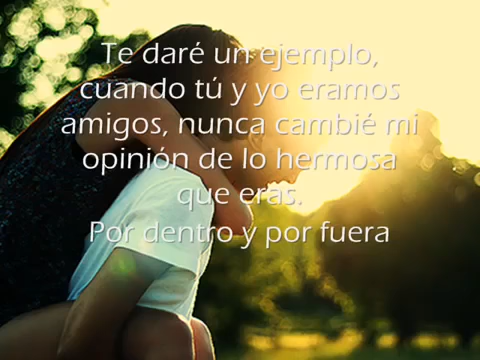 Te daré un ejemplo,
cuando tú y yo eramos
amigos, nunca cambié mi
opinión de lo hermosa
que eras.
Por dentro y por fuera